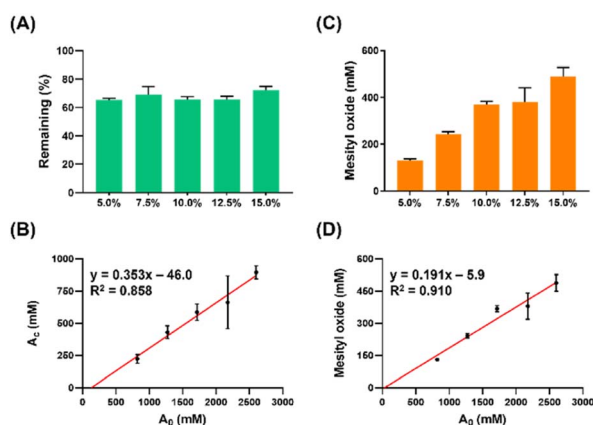 (A)
Remaining (%)
100
80
60
40
20
0
5.0% 7.5% 10.0% 12.5% 15.0%
(C)
Mesityl oxide (mM)
600
400
200
0
5.0% 7.5% 10.0% 12.5% 15.0%
(B)
y = 0.353x – 46.0
R² = 0.858
A_C (mM)
1000
750
500
250
0
0 500 1000 1500 2000 2500 3000
A₀ (mM)
(D)
y = 0.191x – 5.9
R² = 0.910
Mesityl oxide (mM)
600
450
300
150
0
0 500 1000 1500 2000 2500 3000
A₀ (mM)